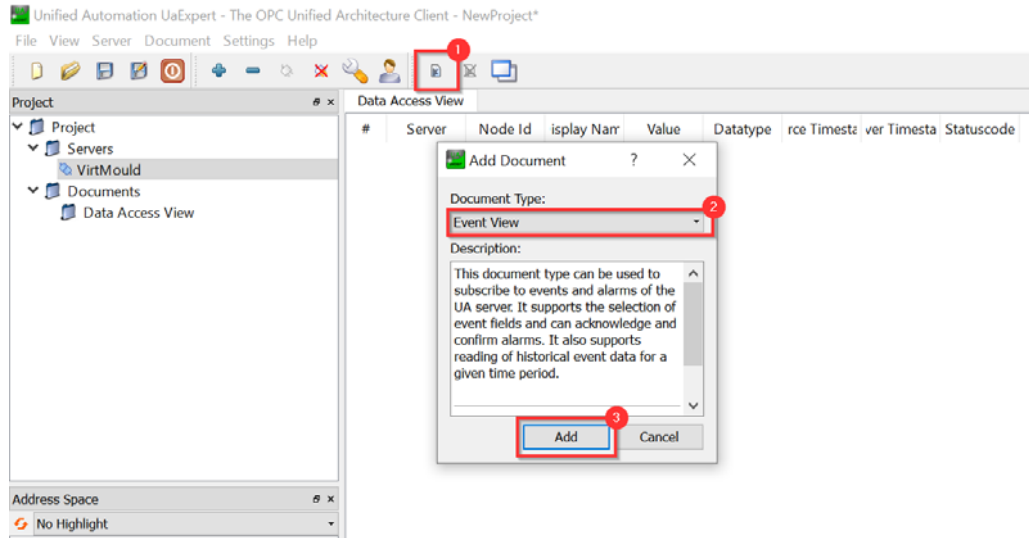 Unified Automation UaExpert - The OPC Unified Architecture Client - NewProject*
File View Server Document Settings Help
1
Project
Data Access View
Project
Servers
VirtMould
Documents
Data Access View
# Server Node Id isplay Nam Value Datatype rce Timesta ver Timesta Statuscode
Add Document ?
Document Type:
2
Event View
Description:
This document type can be used to
subscribe to events and alarms of the
UA server. It supports the selection of
event fields and can acknowledge and
confirm alarms. It also supports
reading of historical event data for a
given time period.
3
Add Cancel
Address Space
No Highlight